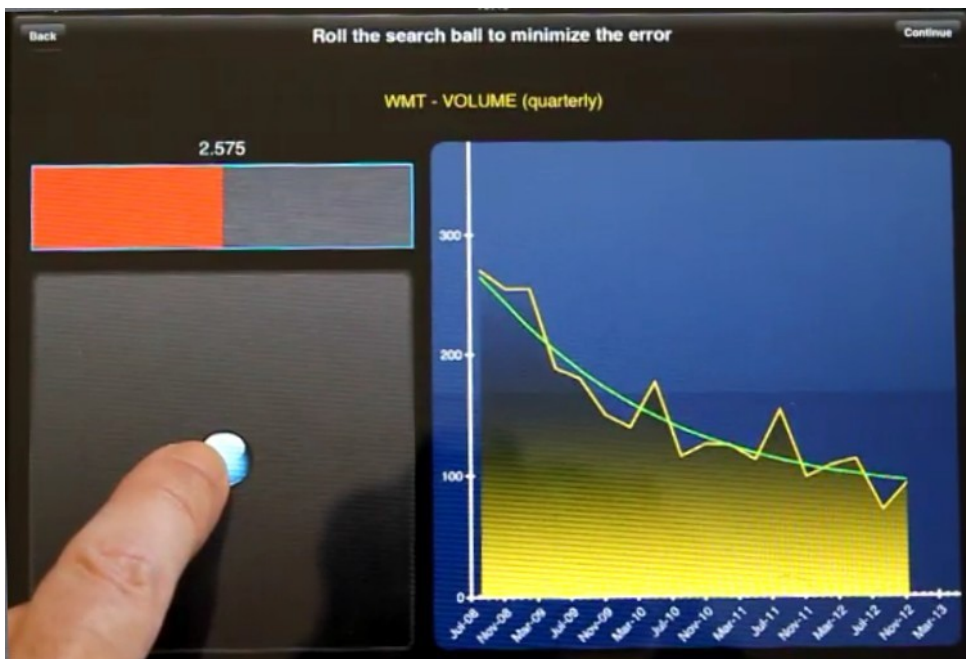 Back
Roll the search ball to minimize the error
Continue
WMT - VOLUME (quarterly)
2.575
300
200
100
0
Jul-08
Nov-08
Mar-09
Jul-09
Nov-09
Mar-10
Jul-10
Nov-10
Mar-11
Jul-11
Nov-11
Mar-12
Jul-12
Nov-12
Mar-13